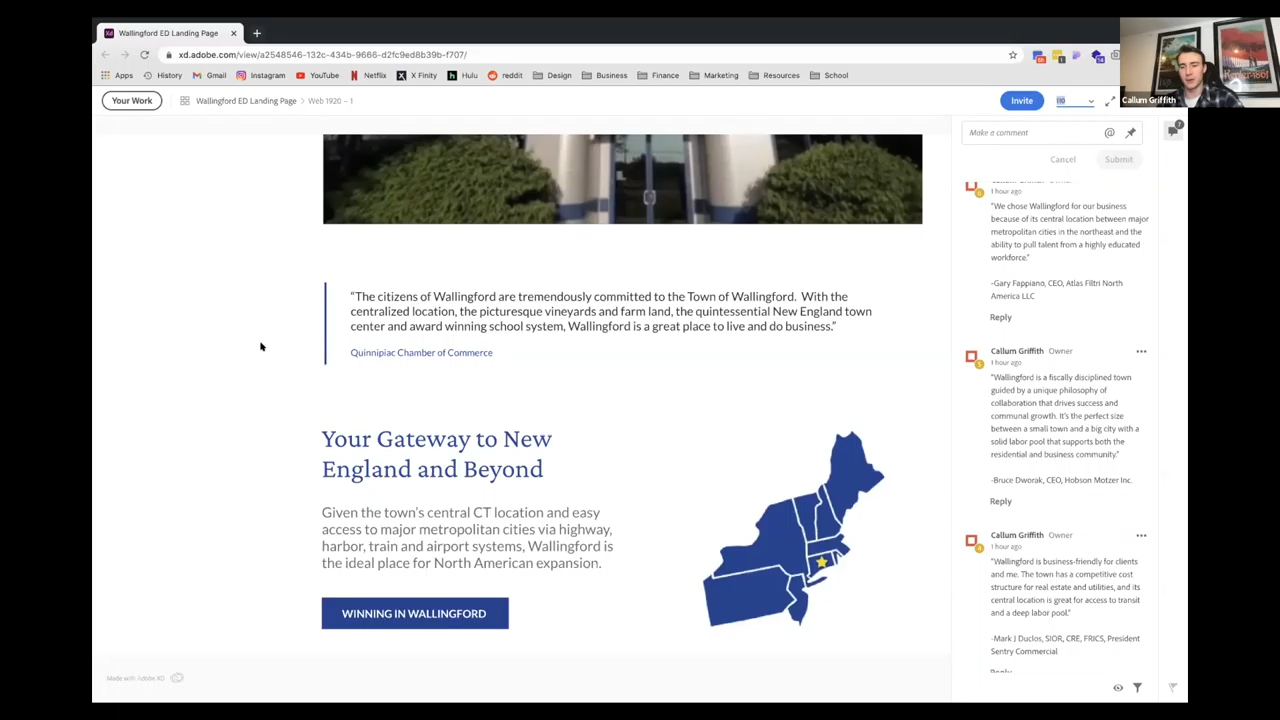 Wallingford ED Landing Page
xd.adobe.com/view/a2548546-132c-434b-9666-d2fc9ed8b39b-f707/
Apps History Gmail Instagram YouTube Netflix X Finity Hulu reddit Design Business Finance Marketing Resources School
Callum Griffith
Your Work Wallingford ED Landing Page > Web 1920 – 1 Invite
Make a comment @
Cancel Submit
“The citizens of Wallingford are tremendously committed to the Town of Wallingford. With the
centralized location, the picturesque vineyards and farm land, the quintessential New England town
center and award winning school system, Wallingford is a great place to live and do business.”
Quinnipiac Chamber of Commerce
Your Gateway to New
England and Beyond
Given the town’s central CT location and easy
access to major metropolitan cities via highway,
harbor, train and airport systems, Wallingford is
the ideal place for North American expansion.
WINNING IN WALLINGFORD
Made with Adobe XD
1 hour ago
“We chose Wallingford for our business
because of its central location between major
metropolitan cities in the northeast and the
ability to pull talent from a highly educated
workforce.”
-Gary Fappiano, CEO, Atlas Filtri North
America LLC
Reply
Callum Griffith Owner
1 hour ago
“Wallingford is a fiscally disciplined town
guided by a unique philosophy of
collaboration that drives success and
communal growth. It’s the perfect size
between a small town and a big city with a
solid labor pool that supports both the
residential and business community.”
-Bruce Dworak, CEO, Hobson Motzer Inc.
Reply
Callum Griffith Owner
1 hour ago
“Wallingford is business-friendly for clients
and me. The town has a competitive cost
structure for real estate and utilities, and its
central location is great for access to transit
and a deep labor pool.”
-Mark J Duclos, SIOR, CRE, FRICS, President
Sentry Commercial